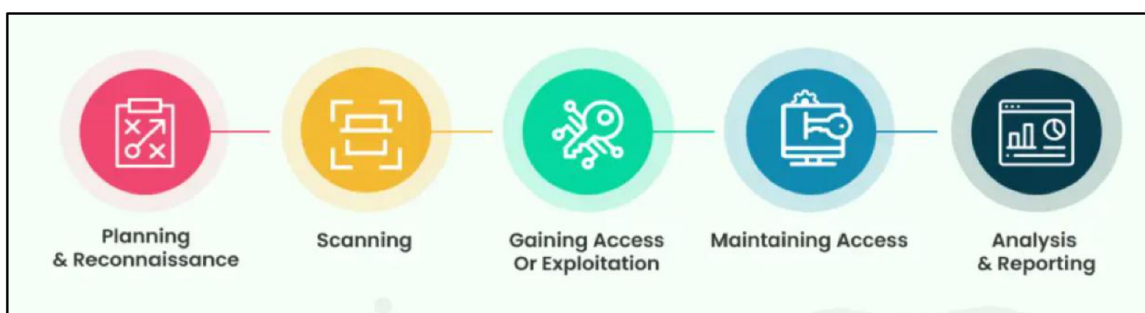 Planning
& Reconnaissance
Scanning
Gaining Access
Or Exploitation
Maintaining Access
Analysis
& Reporting